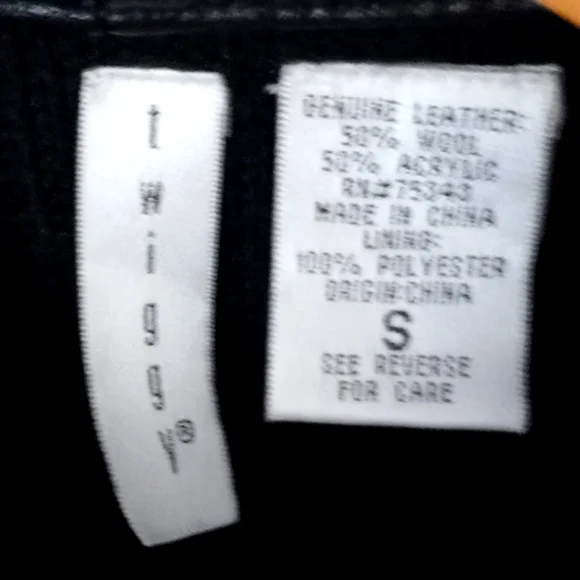 t
w
i
g
g
®
GENUINE LEATHER:
50% WOOL
50% ACRYLIC
RN#75343
MADE IN CHINA
LINING:
100% POLYESTER
ORIGIN:CHINA
S
SEE REVERSE
FOR CARE